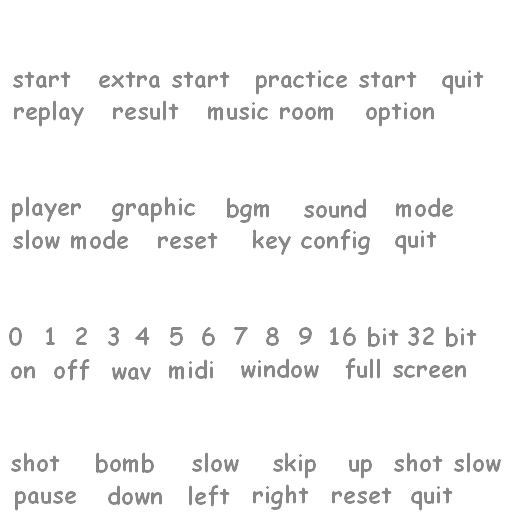 start extra start practice start quit
replay result music room option
player graphic bgm sound mode
slow mode reset key config quit
0 1 2 3 4 5 6 7 8 9 16 bit 32 bit
on off wav midi window full screen
shot bomb slow skip up shot slow
pause down left right reset quit